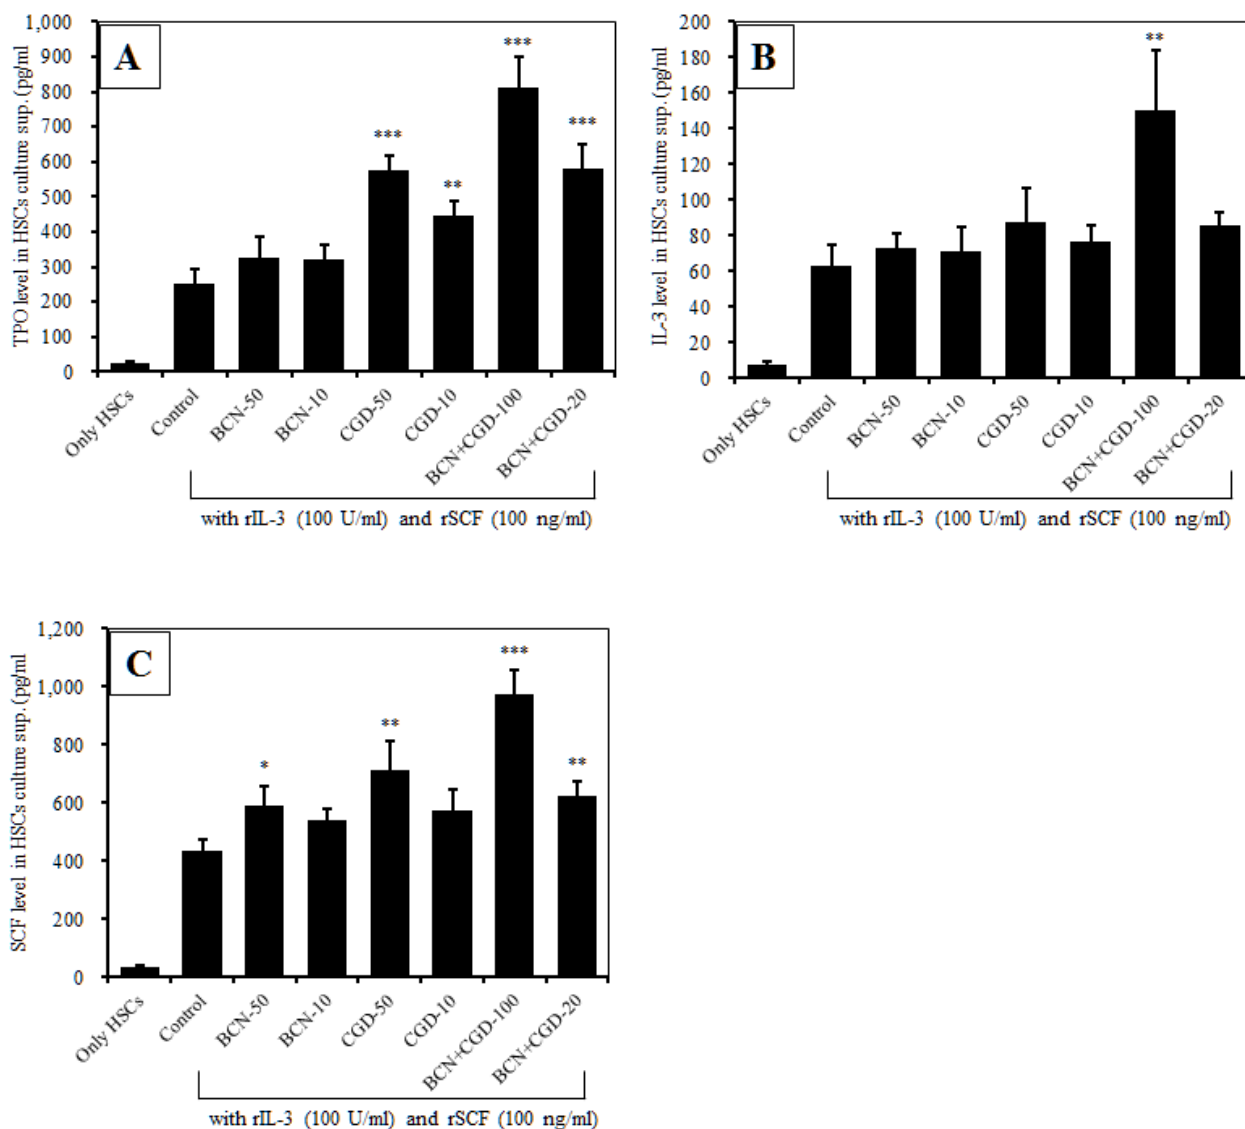 A
TPO level in HSCs culture sup. (pg/ml)
1,000
900
800
700
600
500
400
300
200
100
0
***
**
***
***
Only HSCs
Control
BCN-50
BCN-10
CGD-50
CGD-10
BCN+CGD-100
BCN+CGD-20
with rIL-3 (100 U/ml) and rSCF (100 ng/ml)
B
IL-3 level in HSCs culture sup. (pg/ml)
200
180
160
140
120
100
80
60
40
20
0
**
Only HSCs
Control
BCN-50
BCN-10
CGD-50
CGD-10
BCN+CGD-100
BCN+CGD-20
with rIL-3 (100 U/ml) and rSCF (100 ng/ml)
C
SCF level in HSCs culture sup. (pg/ml)
1,200
1,000
800
600
400
200
0
*
**
***
**
Only HSCs
Control
BCN-50
BCN-10
CGD-50
CGD-10
BCN+CGD-100
BCN+CGD-20
with rIL-3 (100 U/ml) and rSCF (100 ng/ml)